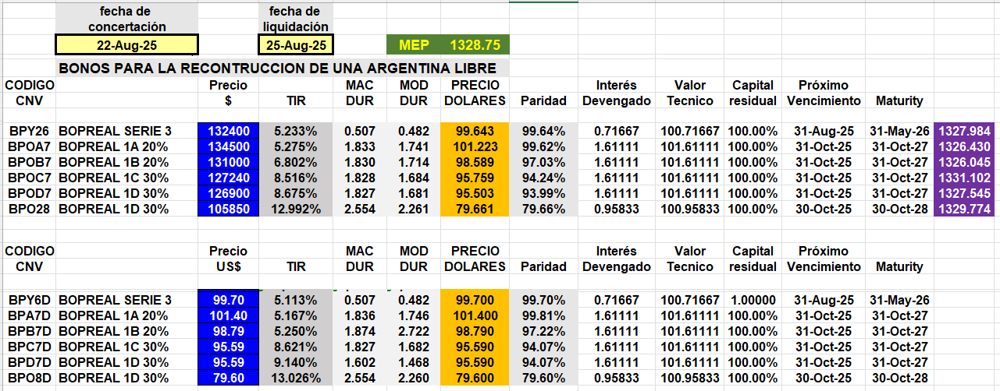 fecha de concertación fecha de liquidación
22-Aug-25 25-Aug-25 MEP 1328.75
BONOS PARA LA RECONTRUCCION DE UNA ARGENTINA LIBRE
CODIGO Precio MAC MOD PRECIO Interés Valor Capital Próximo
CNV $ TIR DUR DUR DOLARES Paridad Devengado Tecnico residual Vencimiento Maturity
BPY26 BOPREAL SERIE 3 132400 5.233% 0.507 0.482 99.643 99.64% 0.71667 100.71667 100.00% 31-Aug-25 31-May-26 1327.984
BPOA7 BOPREAL 1A 20% 134500 5.275% 1.833 1.741 101.223 99.62% 1.61111 101.61111 100.00% 31-Oct-25 31-Oct-27 1326.430
BPOB7 BOPREAL 1B 20% 131000 6.802% 1.830 1.714 98.589 97.03% 1.61111 101.61111 100.00% 31-Oct-25 31-Oct-27 1326.045
BPOC7 BOPREAL 1C 30% 127240 8.516% 1.828 1.684 95.759 94.24% 1.61111 101.61111 100.00% 31-Oct-25 31-Oct-27 1331.102
BPOD7 BOPREAL 1D 30% 126900 8.675% 1.827 1.681 95.503 93.99% 1.61111 101.61111 100.00% 31-Oct-25 31-Oct-27 1327.545
BPO28 BOPREAL 1D 30% 105850 12.992% 2.554 2.261 79.661 79.66% 0.95833 100.95833 100.00% 30-Oct-25 30-Oct-28 1329.774
CODIGO Precio MAC MOD PRECIO Interés Valor Capital Próximo
CNV US$ TIR DUR DUR DOLARES Paridad Devengado Tecnico residual Vencimiento Maturity
BPY6D BOPREAL SERIE 3 99.70 5.113% 0.507 0.482 99.700 99.70% 0.71667 100.71667 1.00000 31-Aug-25 31-May-26
BPA7D BOPREAL 1A 20% 101.40 5.167% 1.836 1.746 101.400 99.81% 1.61111 101.61111 100.00% 31-Oct-25 31-Oct-27
BPB7D BOPREAL 1B 20% 98.79 5.250% 1.874 2.722 98.790 97.22% 1.61111 101.61111 100.00% 31-Oct-25 31-Oct-27
BPC7D BOPREAL 1C 30% 95.59 8.621% 1.827 1.682 95.590 94.07% 1.61111 101.61111 100.00% 31-Oct-25 31-Oct-27
BPD7D BOPREAL 1D 30% 95.59 9.140% 1.602 1.468 95.590 94.07% 1.61111 101.61111 100.00% 31-Oct-25 31-Oct-27
BPO8D BOPREAL 1D 30% 79.60 13.026% 2.554 2.260 79.600 79.60% 0.95833 100.95833 100.00% 30-Oct-25 30-Oct-28